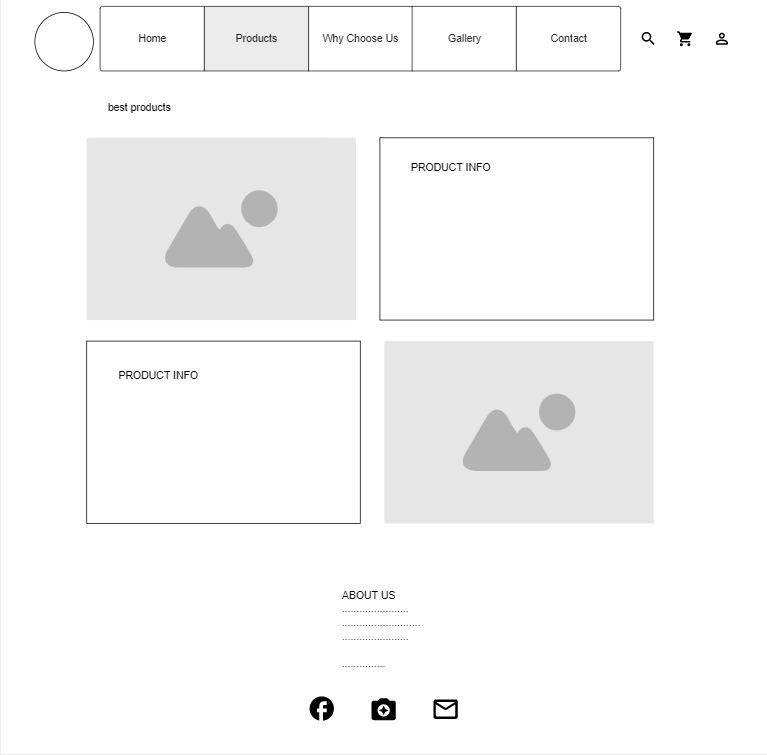 Home
Products
Why Choose Us
Gallery
Contact
best products
PRODUCT INFO
PRODUCT INFO
ABOUT US
.......................
...........................
.......................
...............